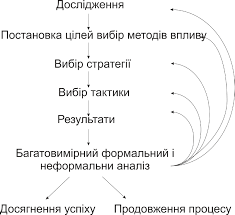 Дослідження
Постановка цілей вибір методів впливу
Вибір стратегії
Вибір тактики
Результати
Багатовимірний формальний і
неформальни аналіз
Досягнення успіху
Продовження процесу